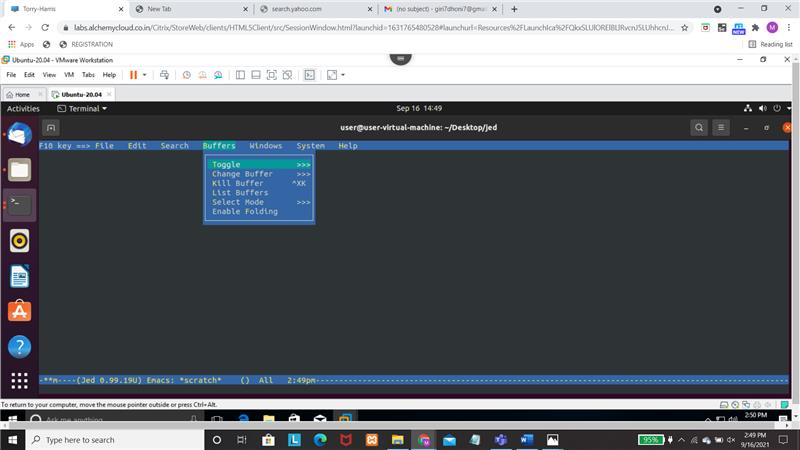 Torry-Harris
New Tab
search.yahoo.com
(no subject) - giri7dhoni7@gma
labs.alchemycloud.co.in/Citrix/StoreWeb/clients/HTML5Client/src/SessionWindow.html?launchid=1631765480528&launchurl=Resources%2FLaunchIca%2F
M
G
REGISTRATION
Reading list
Ubuntu-20.04 - VMware Workstation
File Edit View VM Tabs Help
Home
Ubuntu-20.04
Activities
Terminal
Sep 16 14:49
user@user-virtual-machine: ~/Desktop/jed
F10 key ==> File Edit Search Buffers Windows System Help
Toggle >>>
Change Buffer >>>
Kill Buffer ^XK
List Buffers
Select Mode >>>
Enable Folding
-**m----(Jed 0.99.19U) Emacs: *scratch* () All 2:49pm
To return to your computer, move the mouse pointer outside or press Ctrl+Alt.
Ask me anything
2:50 PM
Type here to search
95%
2:49 PM
9/16/2021